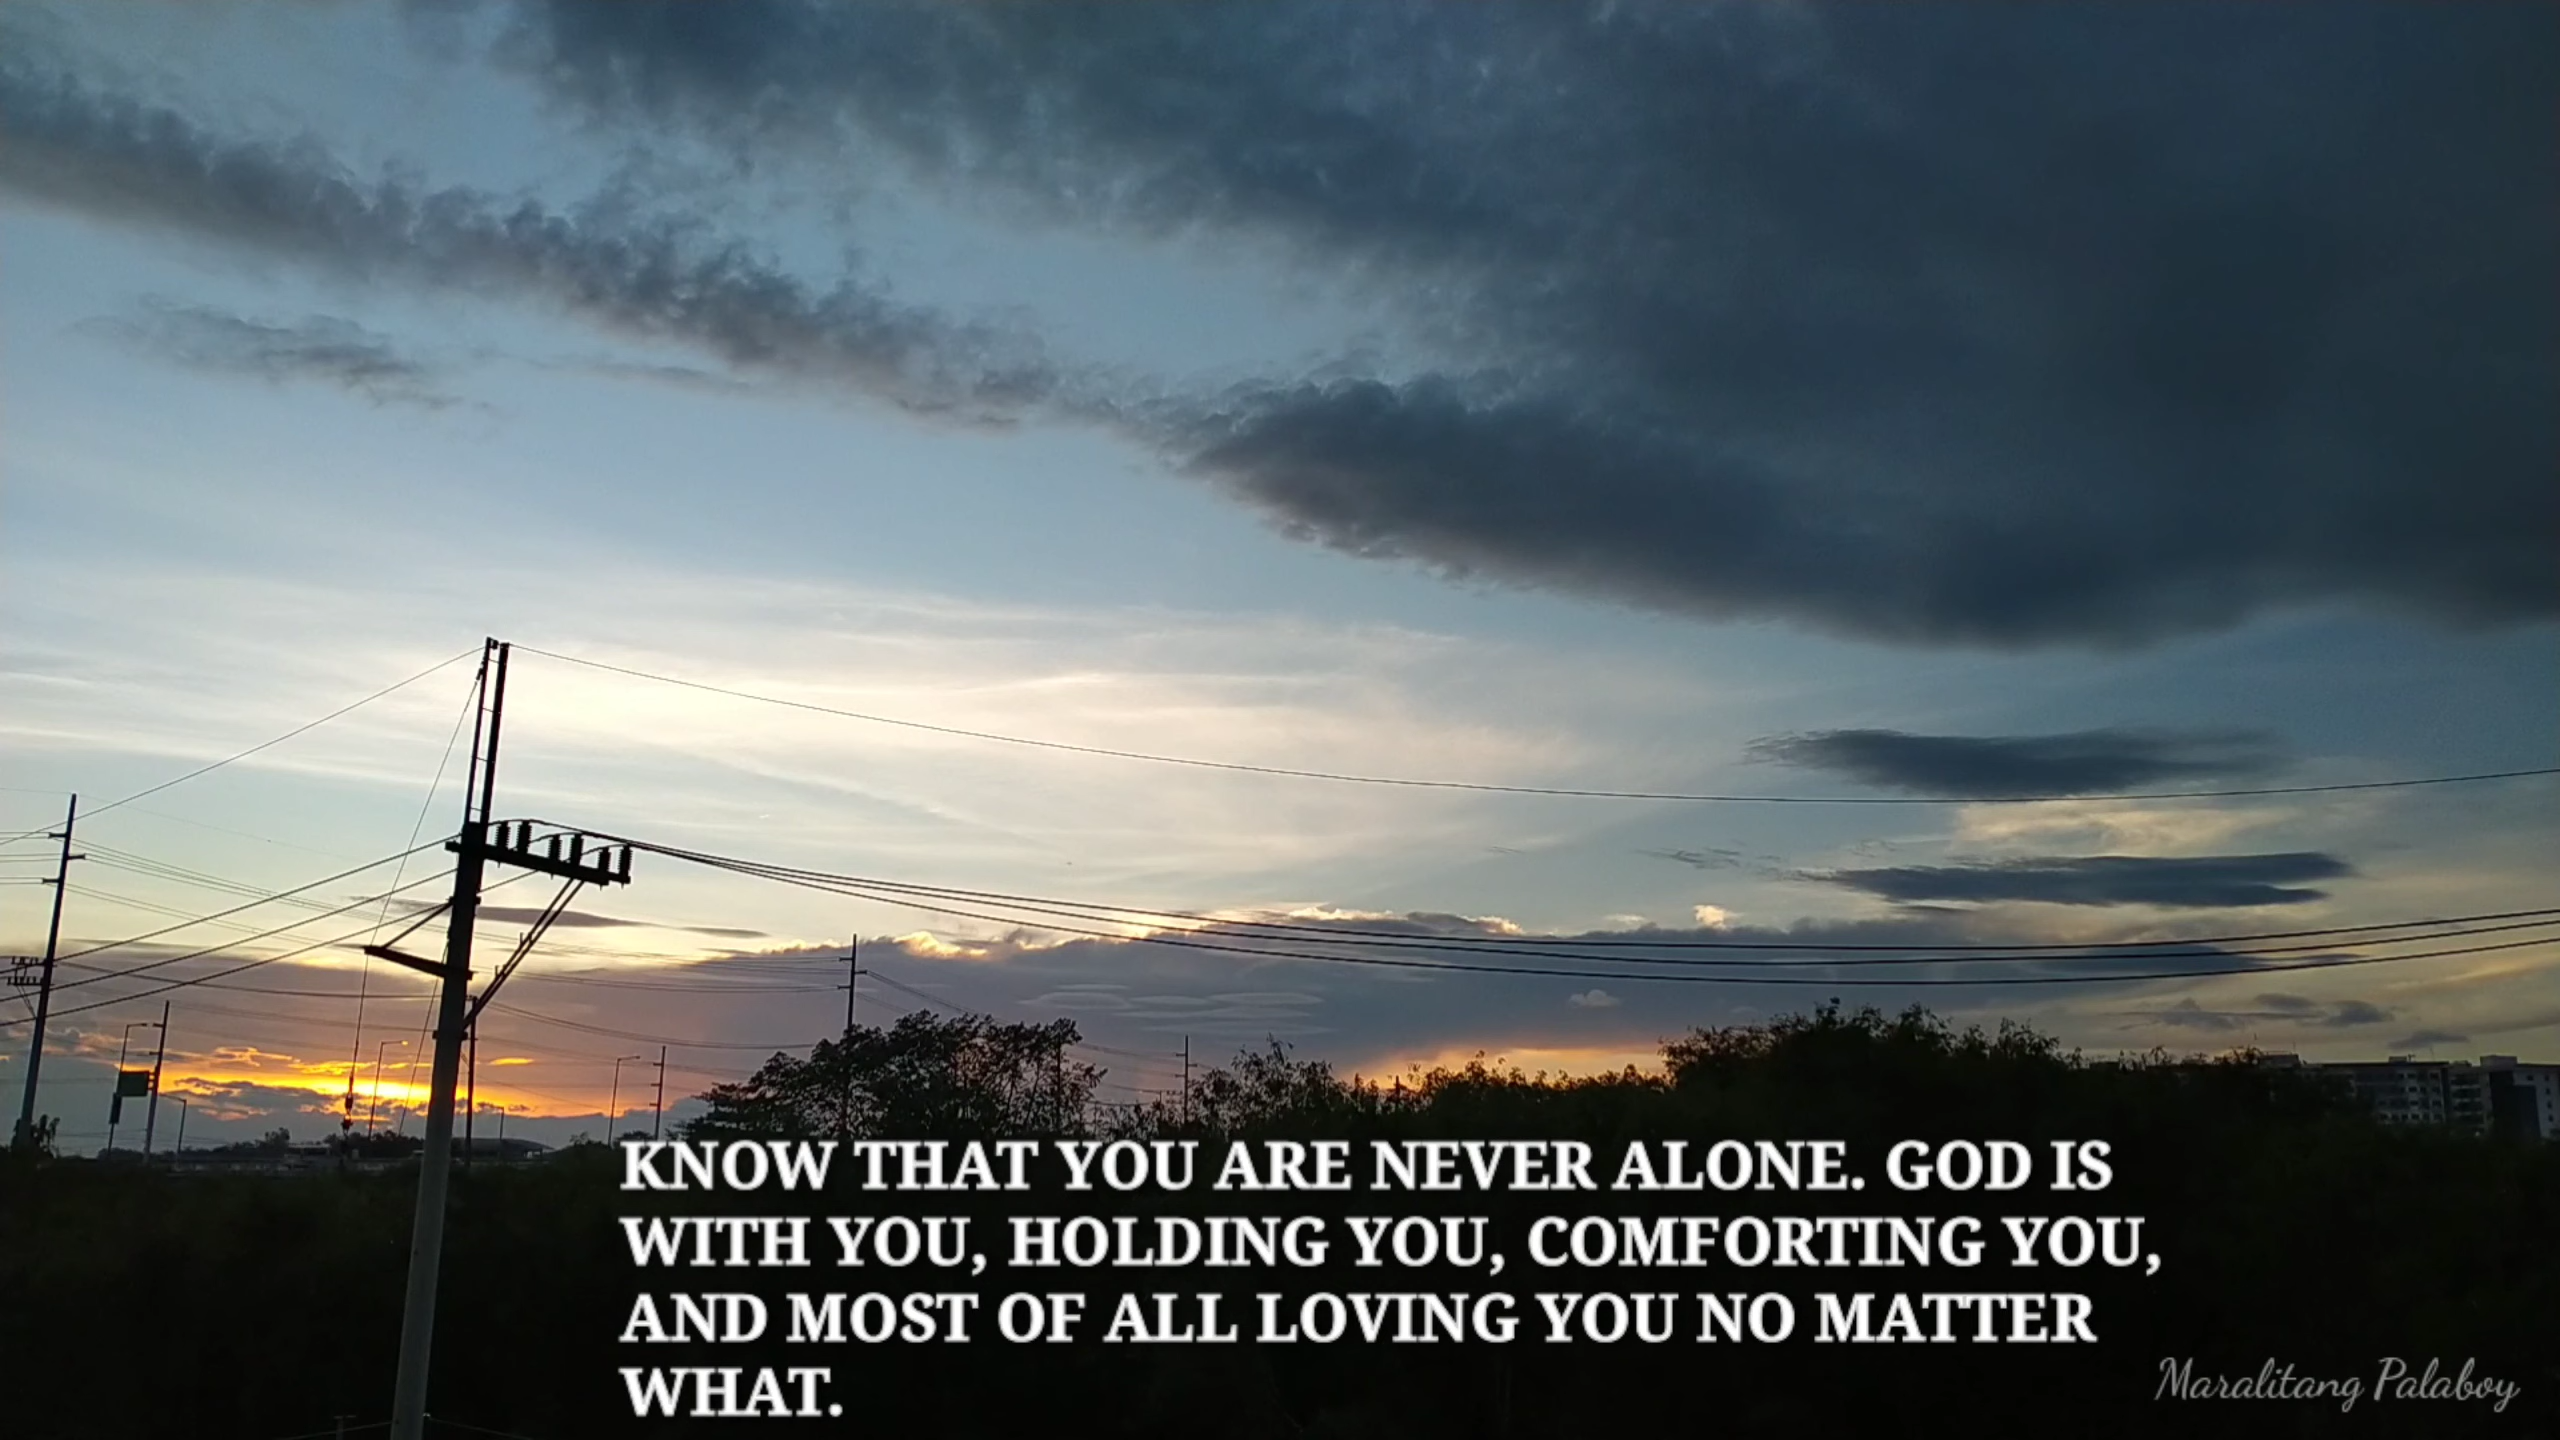 KNOW THAT YOU ARE NEVER ALONE. GOD IS
WITH YOU, HOLDING YOU, COMFORTING YOU,
AND MOST OF ALL LOVING YOU NO MATTER
WHAT.
Maralitang Palaboy